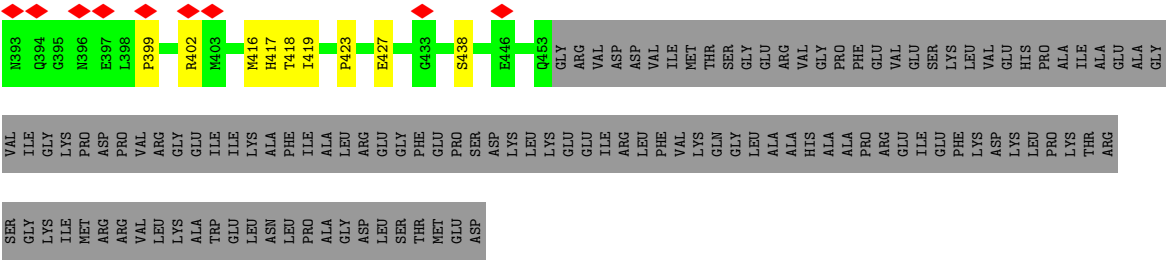 N393 Q394 G395 N396 E397 L398 P399 R402 M403 M416 H417 T418 I419 P423 E427 G433 S438 E446 Q453 GLY ARG VAL ASP ASP VAL ILE MET THR SER GLY GLU ARG VAL GLY PRO PHE GLU VAL GLU SER LYS LEU VAL GLU HIS PRO ALA ILE ALA GLU ALA GLY
VAL ILE GLY LYS PRO ASP PRO VAL ARG GLY GLU ILE ILE LYS ALA PHE ILE ALA LEU ARG GLU GLY PHE GLU PRO SER ASP LYS LEU LYS GLU GLU ILE ARG LEU PHE VAL LYS GLN GLY LEU ALA ALA HIS ALA ALA PRO ARG GLU ILE GLU PHE LYS ASP LYS LEU PRO LYS THR ARG
SER GLY LYS ILE MET ARG ARG VAL LEU LYS ALA TRP GLU LEU ASN LEU PRO ALA GLY ASP LEU SER THR MET GLU ASP